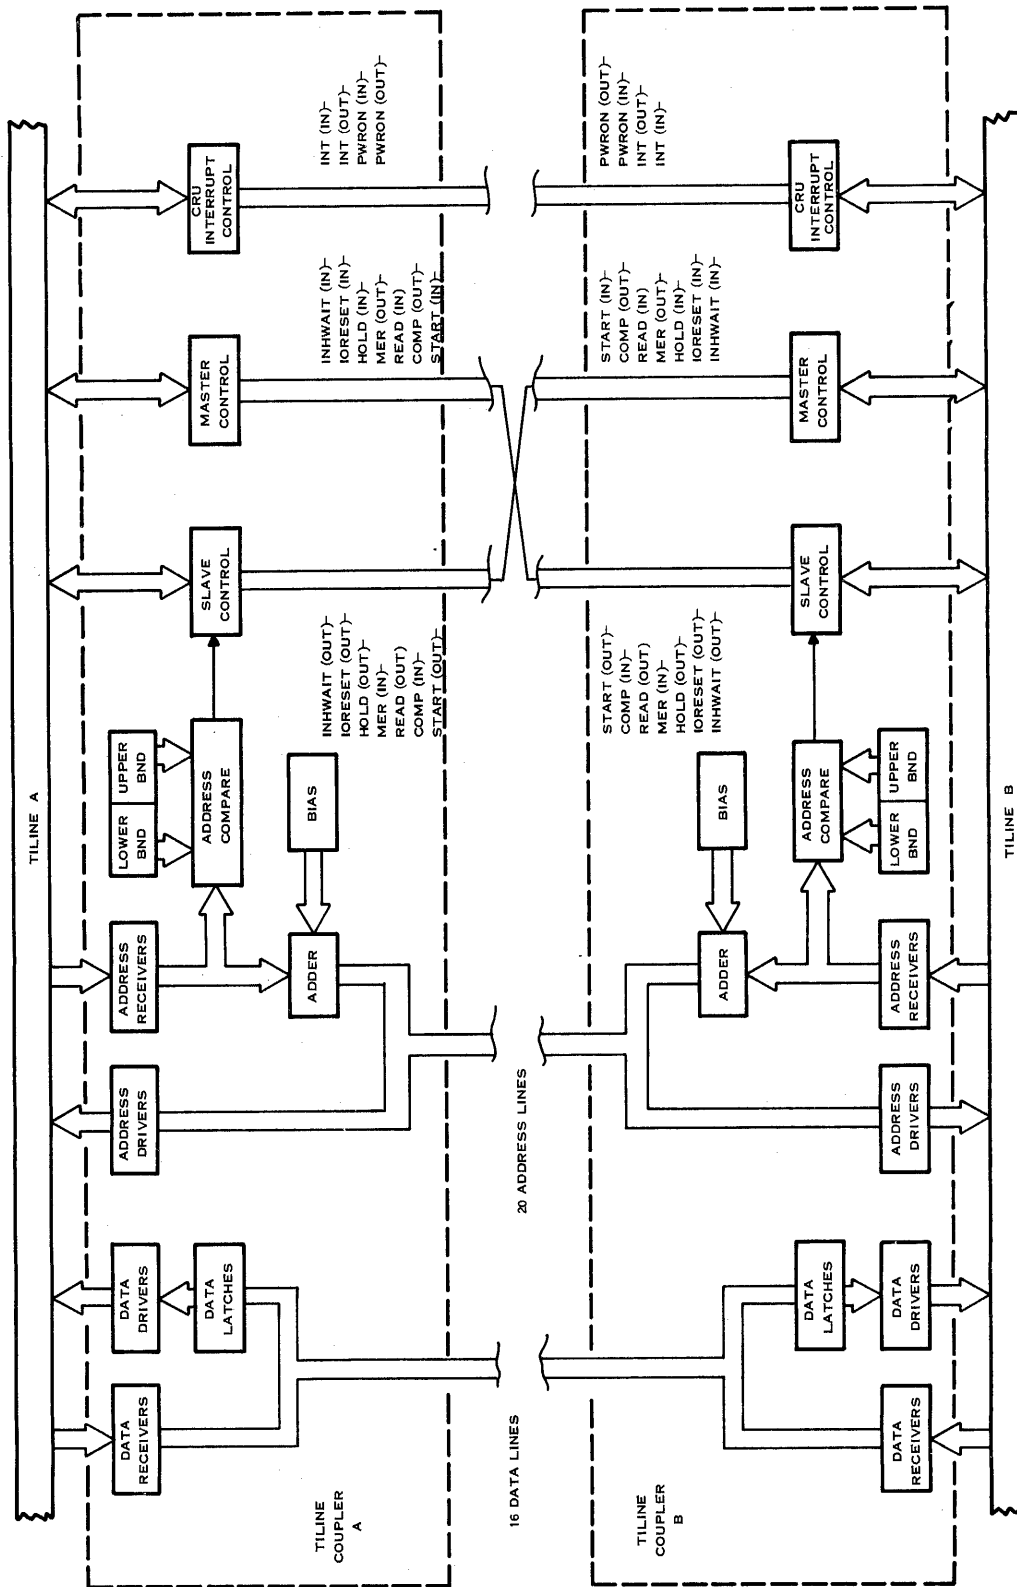 TILINE A
DATA
RECEIVERS
DATA
DRIVERS
DATA
LATCHES
ADDRESS
DRIVERS
ADDRESS
RECEIVERS
ADDER
LOWER
BND
UPPER
BND
ADDRESS
COMPARE
BIAS
SLAVE
CONTROL
MASTER
CONTROL
CRU
INTERRUPT
CONTROL
INHWAIT (OUT)–
IORESET (OUT)–
HOLD (OUT)–
MER (IN)–
READ (OUT)
COMP (IN)–
START (OUT)–
INHWAIT (IN)–
IORESET (IN)–
HOLD (IN)–
MER (OUT)–
READ (IN)
COMP (OUT)–
START (IN)–
INT (IN)–
INT (OUT)–
PWRON (IN)–
PWRON (OUT)–
TILINE
COUPLER
A
16 DATA LINES
20 ADDRESS LINES
TILINE
COUPLER
B
START (OUT)–
COMP (IN)–
READ (OUT)
MER (IN)–
HOLD (OUT)–
IORESET (OUT)–
INHWAIT (OUT)–
START (IN)–
COMP (OUT)–
READ (IN)
MER (OUT)–
HOLD (IN)–
IORESET (IN)–
INHWAIT (IN)–
PWRON (OUT)–
PWRON (IN)–
INT (OUT)–
INT (IN)–
BIAS
ADDER
DATA
LATCHES
DATA
DRIVERS
DATA
RECEIVERS
ADDRESS
DRIVERS
ADDRESS
RECEIVERS
ADDRESS
COMPARE
LOWER
BND
UPPER
BND
SLAVE
CONTROL
MASTER
CONTROL
CRU
INTERRUPT
CONTROL
TILINE B